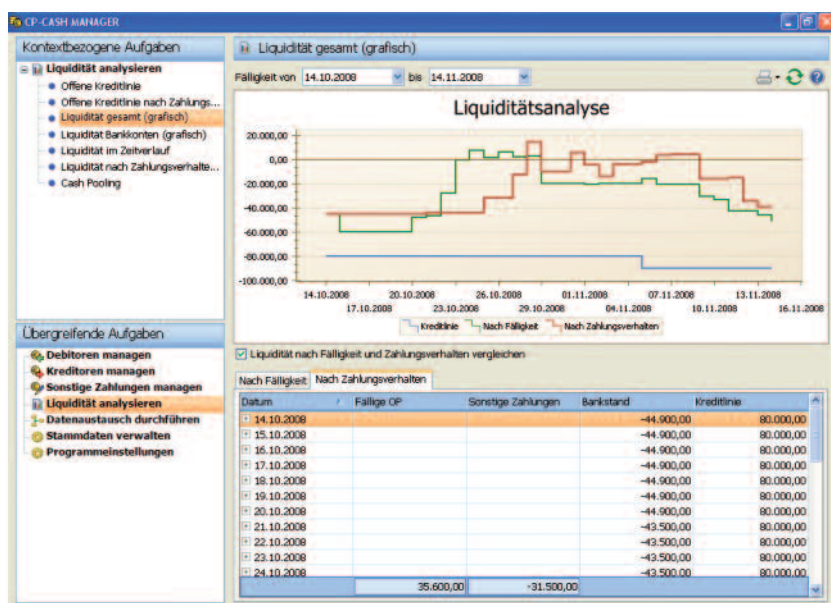 CP-CASH MANAGER
Kontextbezogene Aufgaben
Liquidität analysieren
Offene Kreditlinie
Offene Kreditlinie nach Zahlungs...
Liquidität gesamt (grafisch)
Liquidität Bankkonten (grafisch)
Liquidität im Zeitverlauf
Liquidität nach Zahlungsverhalte...
Cash Pooling
Übergreifende Aufgaben
Debitoren managen
Kreditoren managen
Sonstige Zahlungen managen
Liquidität analysieren
Datenaustausch durchführen
Stammdaten verwalten
Programmeinstellungen
Liquidität gesamt (grafisch)
Fälligkeit von 14.10.2008 bis 14.11.2008
Liquiditätsanalyse
20.000,00
0,00
-20.000,00
-40.000,00
-60.000,00
-80.000,00
-100.000,00
14.10.2008 20.10.2008 26.10.2008 01.11.2008 07.11.2008 13.11.2008
17.10.2008 23.10.2008 29.10.2008 04.11.2008 10.11.2008 16.11.2008
Kreditlinie Nach Fälligkeit Nach Zahlungsverhalten
Liquidität nach Fälligkeit und Zahlungsverhalten vergleichen
Nach Fälligkeit Nach Zahlungsverhalten
Datum Fällige OP Sonstige Zahlungen Bankstand Kreditlinie
14.10.2008 -44.900,00 80.000,00
15.10.2008 -44.900,00 80.000,00
16.10.2008 -44.900,00 80.000,00
17.10.2008 -44.900,00 80.000,00
18.10.2008 -44.900,00 80.000,00
19.10.2008 -44.900,00 80.000,00
20.10.2008 -44.900,00 80.000,00
21.10.2008 -43.500,00 80.000,00
22.10.2008 -43.500,00 80.000,00
23.10.2008 -43.500,00 80.000,00
24.10.2008 -43.500,00 80.000,00
35.600,00 -31.500,00